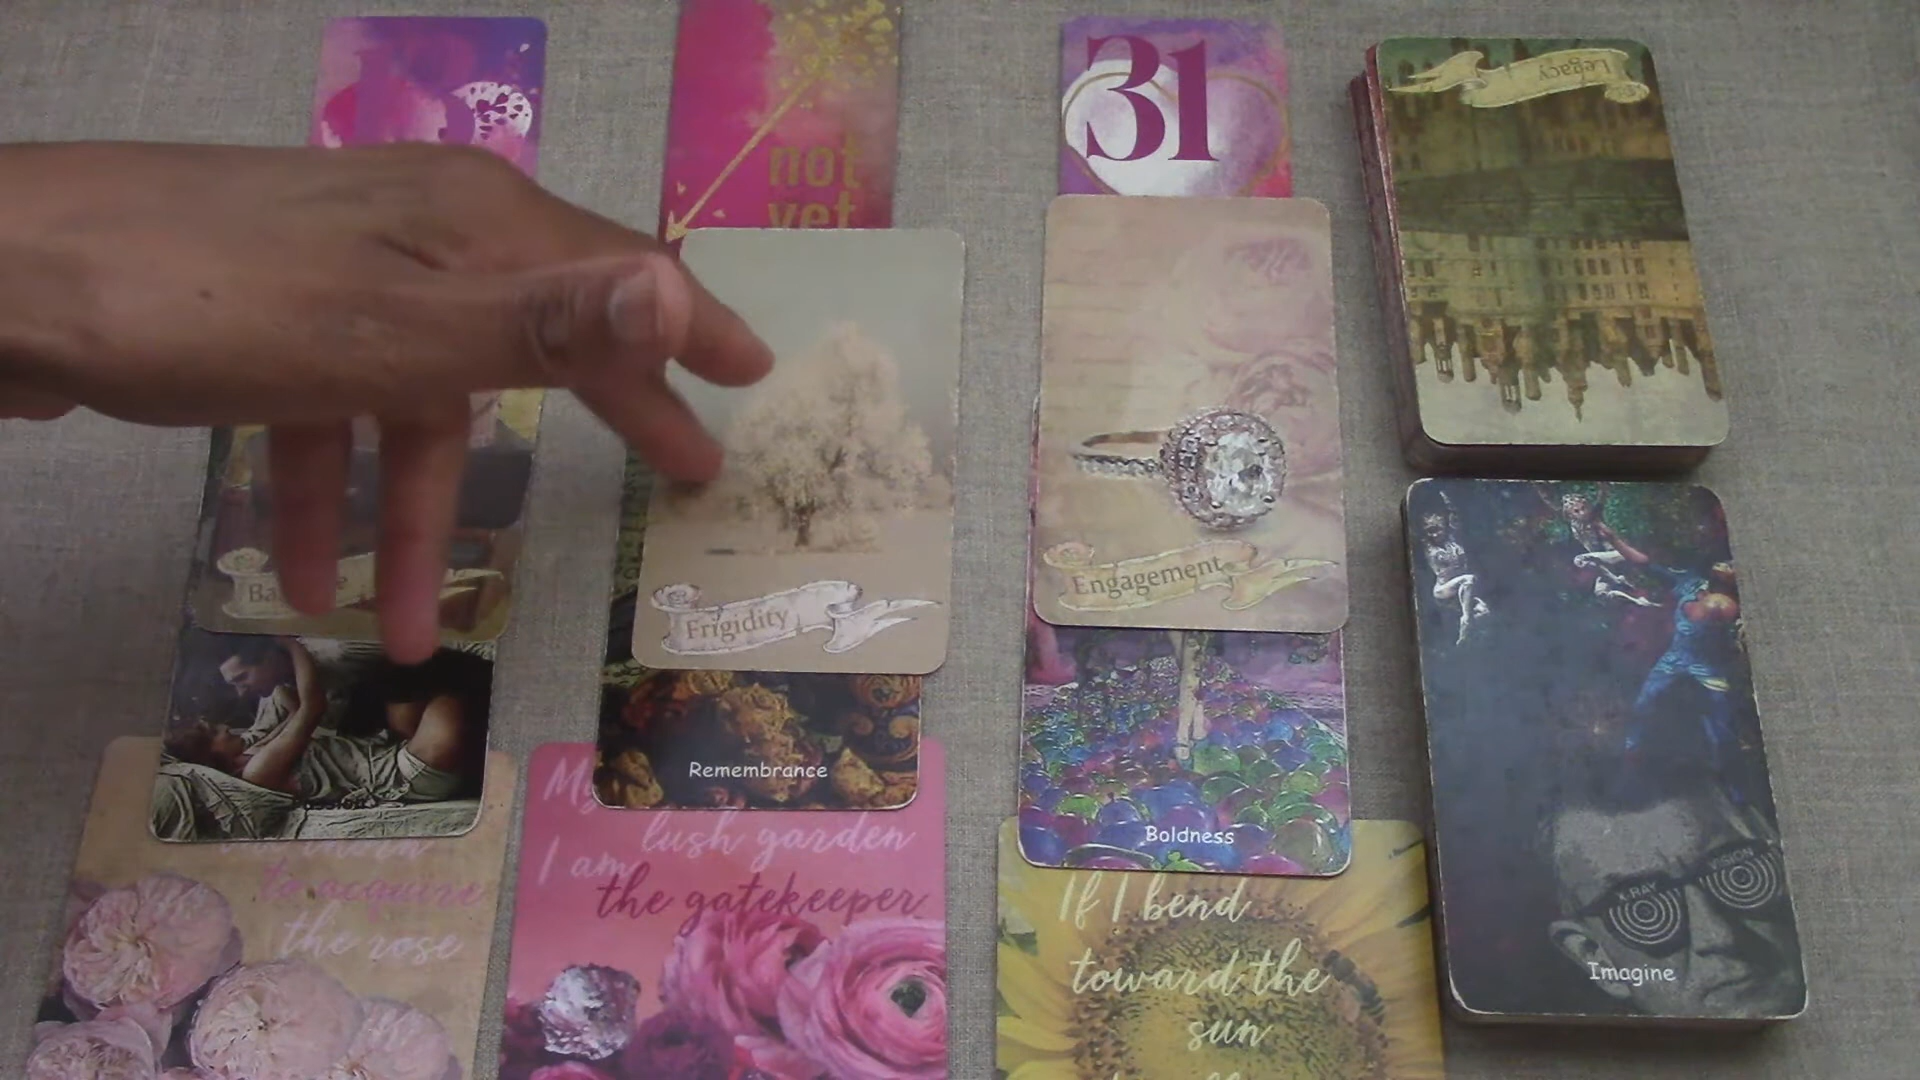 not
yet
31
Legacy
Frigidity
Engagement
Remembrance
Boldness
to acquire
the rose
My
lush garden
I am
the gatekeeper
If I bend
toward the
sun
X-RAY
VISION
Imagine